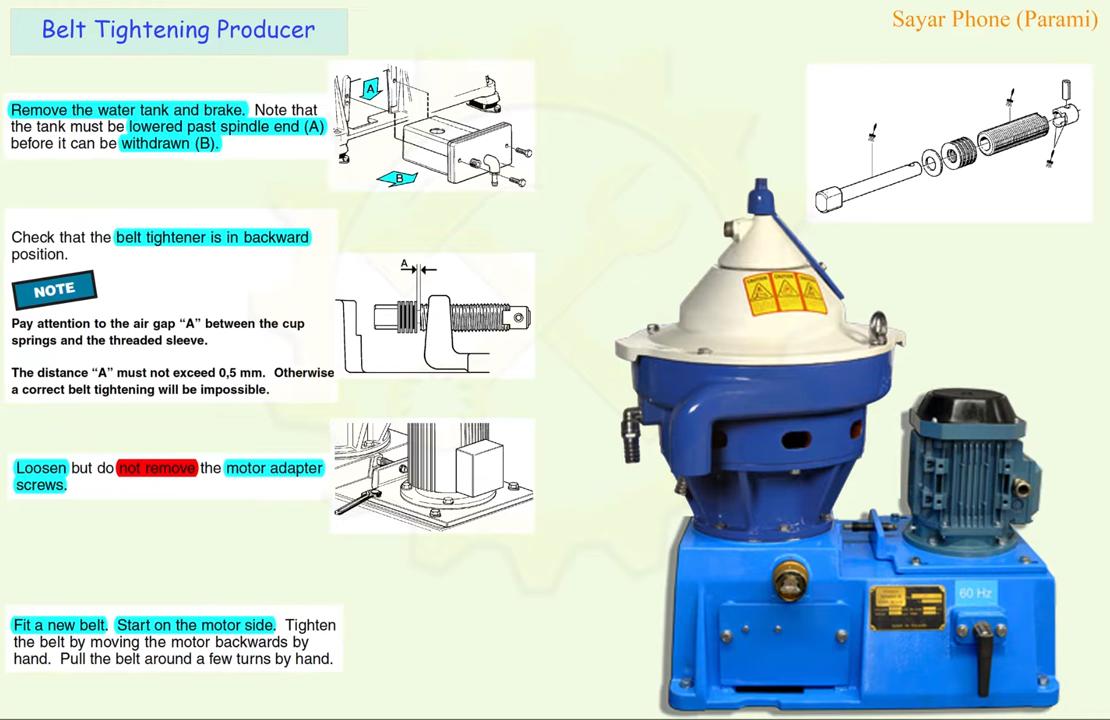 Belt Tightening Producer
Sayar Phone (Parami)
Remove the water tank and brake. Note that
the tank must be lowered past spindle end (A)
before it can be withdrawn (B).
A
B
Check that the belt tightener is in backward
position.
NOTE
Pay attention to the air gap “A” between the cup
springs and the threaded sleeve.
The distance “A” must not exceed 0,5 mm. Otherwise
a correct belt tightening will be impossible.
A
Loosen but do not remove the motor adapter
screws.
Fit a new belt. Start on the motor side. Tighten
the belt by moving the motor backwards by
hand. Pull the belt around a few turns by hand.
CAUTION CAUTION CAUTION
60 Hz